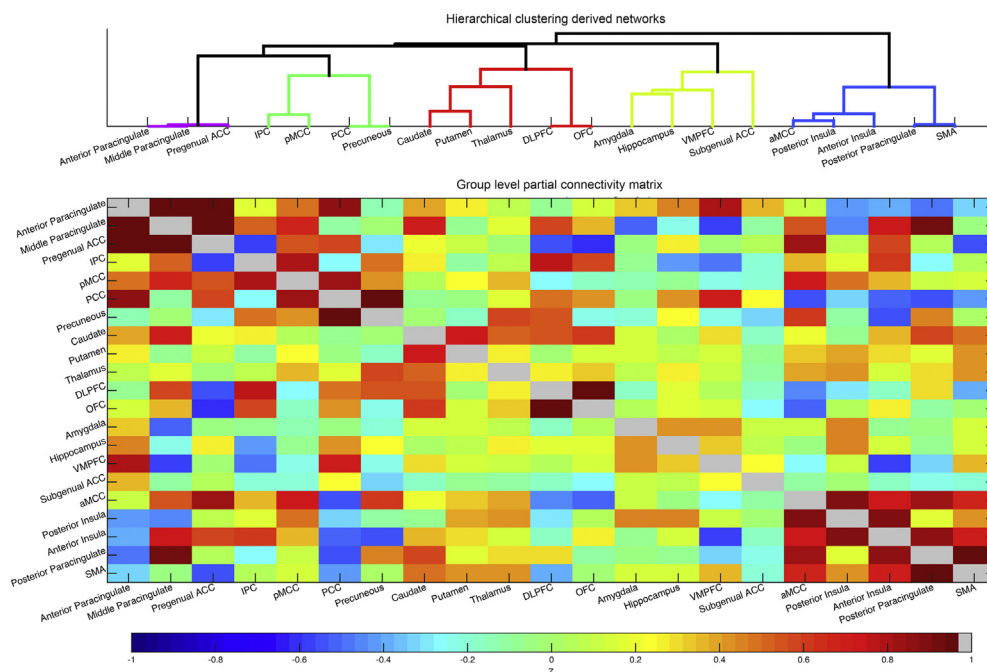 Hierarchical clustering derived networks
Anterior Paracingulate
Middle Paracingulate
Pregenual ACC
IPC
pMCC
PCC
Precuneous
Caudate
Putamen
Thalamus
DLPFC
OFC
Amygdala
Hippocampus
VMPFC
Subgenual ACC
aMCC
Posterior Insula
Anterior Insula
Posterior Paracingulate
SMA
Group level partial connectivity matrix
Anterior Paracingulate
Middle Paracingulate
Pregenual ACC
IPC
pMCC
PCC
Precuneous
Caudate
Putamen
Thalamus
DLPFC
OFC
Amygdala
Hippocampus
VMPFC
Subgenual ACC
aMCC
Posterior Insula
Anterior Insula
Posterior Paracingulate
SMA
Anterior Paracingulate
Middle Paracingulate
Pregenual ACC
IPC
pMCC
PCC
Precuneous
Caudate
Putamen
Thalamus
DLPFC
OFC
Amygdala
Hippocampus
VMPFC
Subgenual ACC
aMCC
Posterior Insula
Anterior Insula
Posterior Paracingulate
SMA
-1 -0.8 -0.6 -0.4 -0.2 0 0.2 0.4 0.6 0.8 1